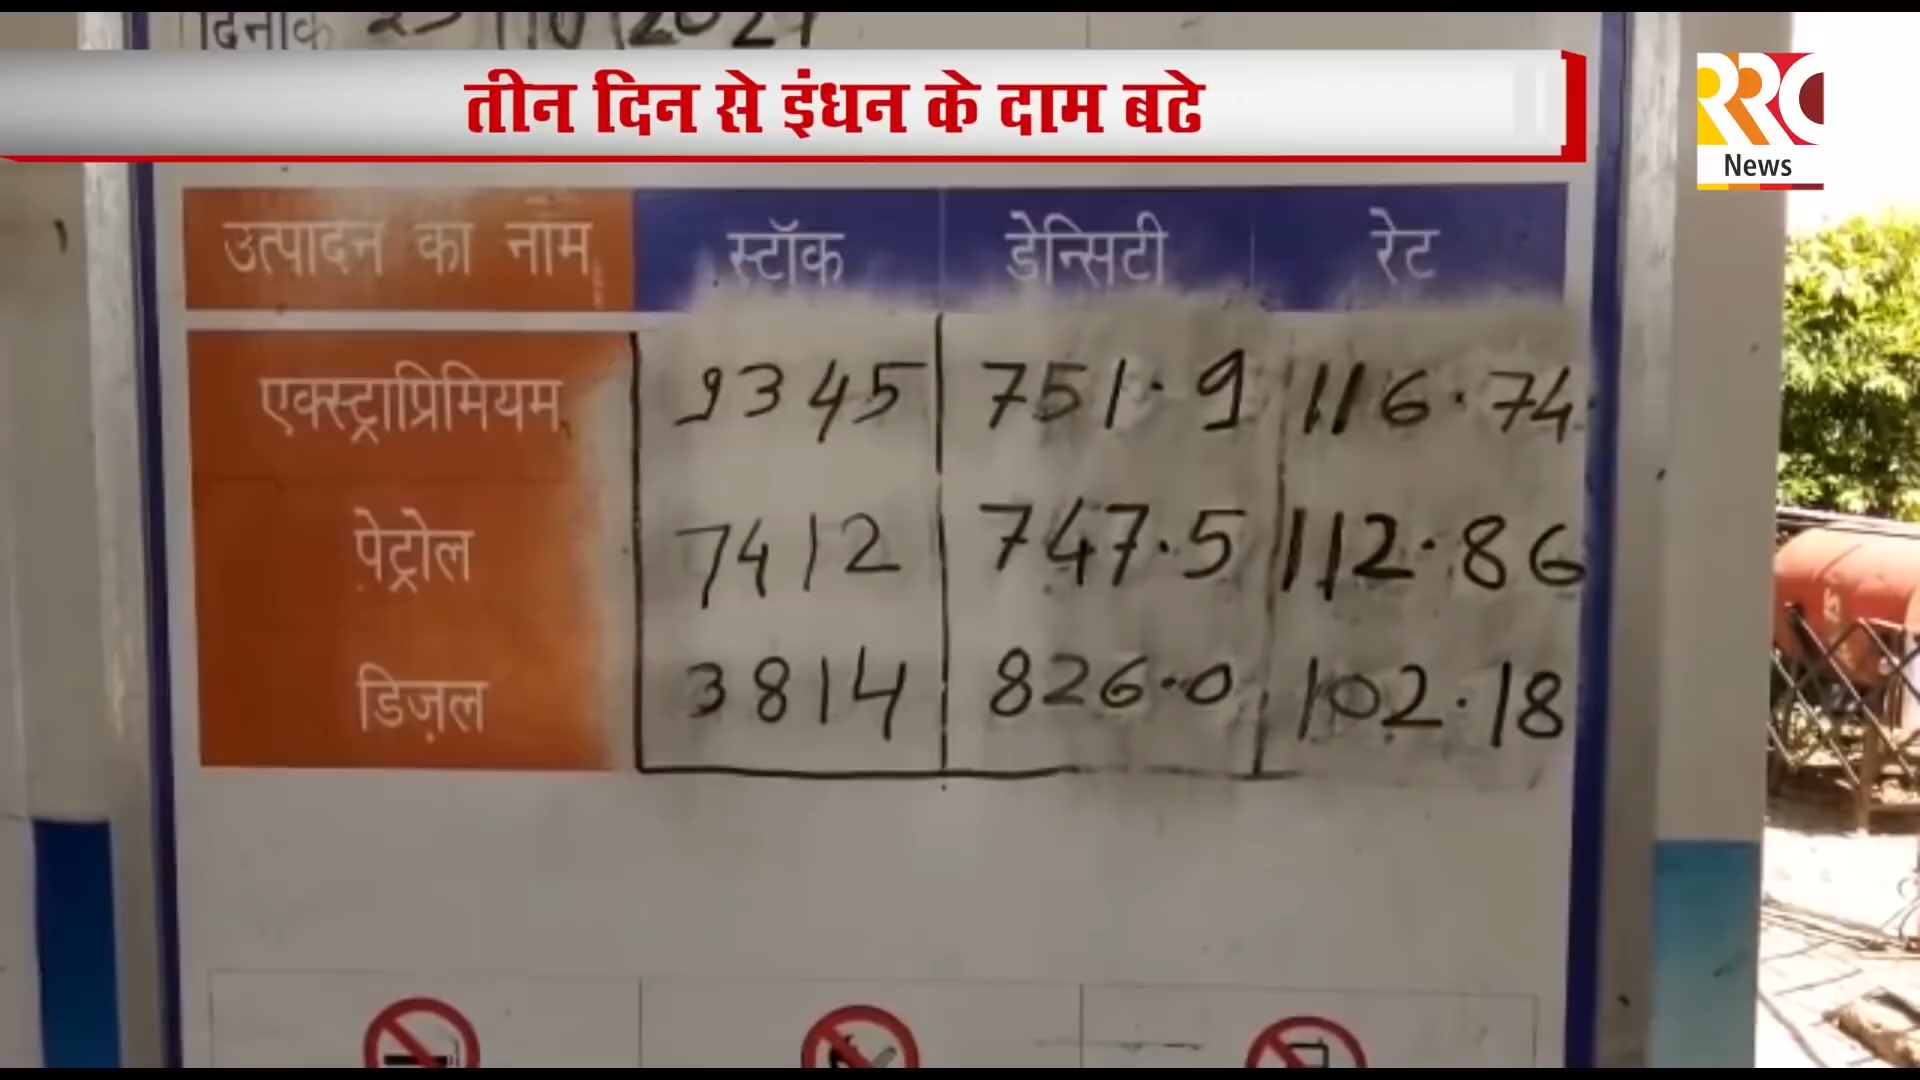 दिनांक
तीन दिन से इंधन के दाम बढे
RRC
News
उत्पादन का नाम स्टॉक डेन्सिटी रेट
एक्स्ट्राप्रिमियम 9345 751.9 116.74
पेट्रोल 7412 747.5 112.86
डिज़ल 3814 826.0 102.18